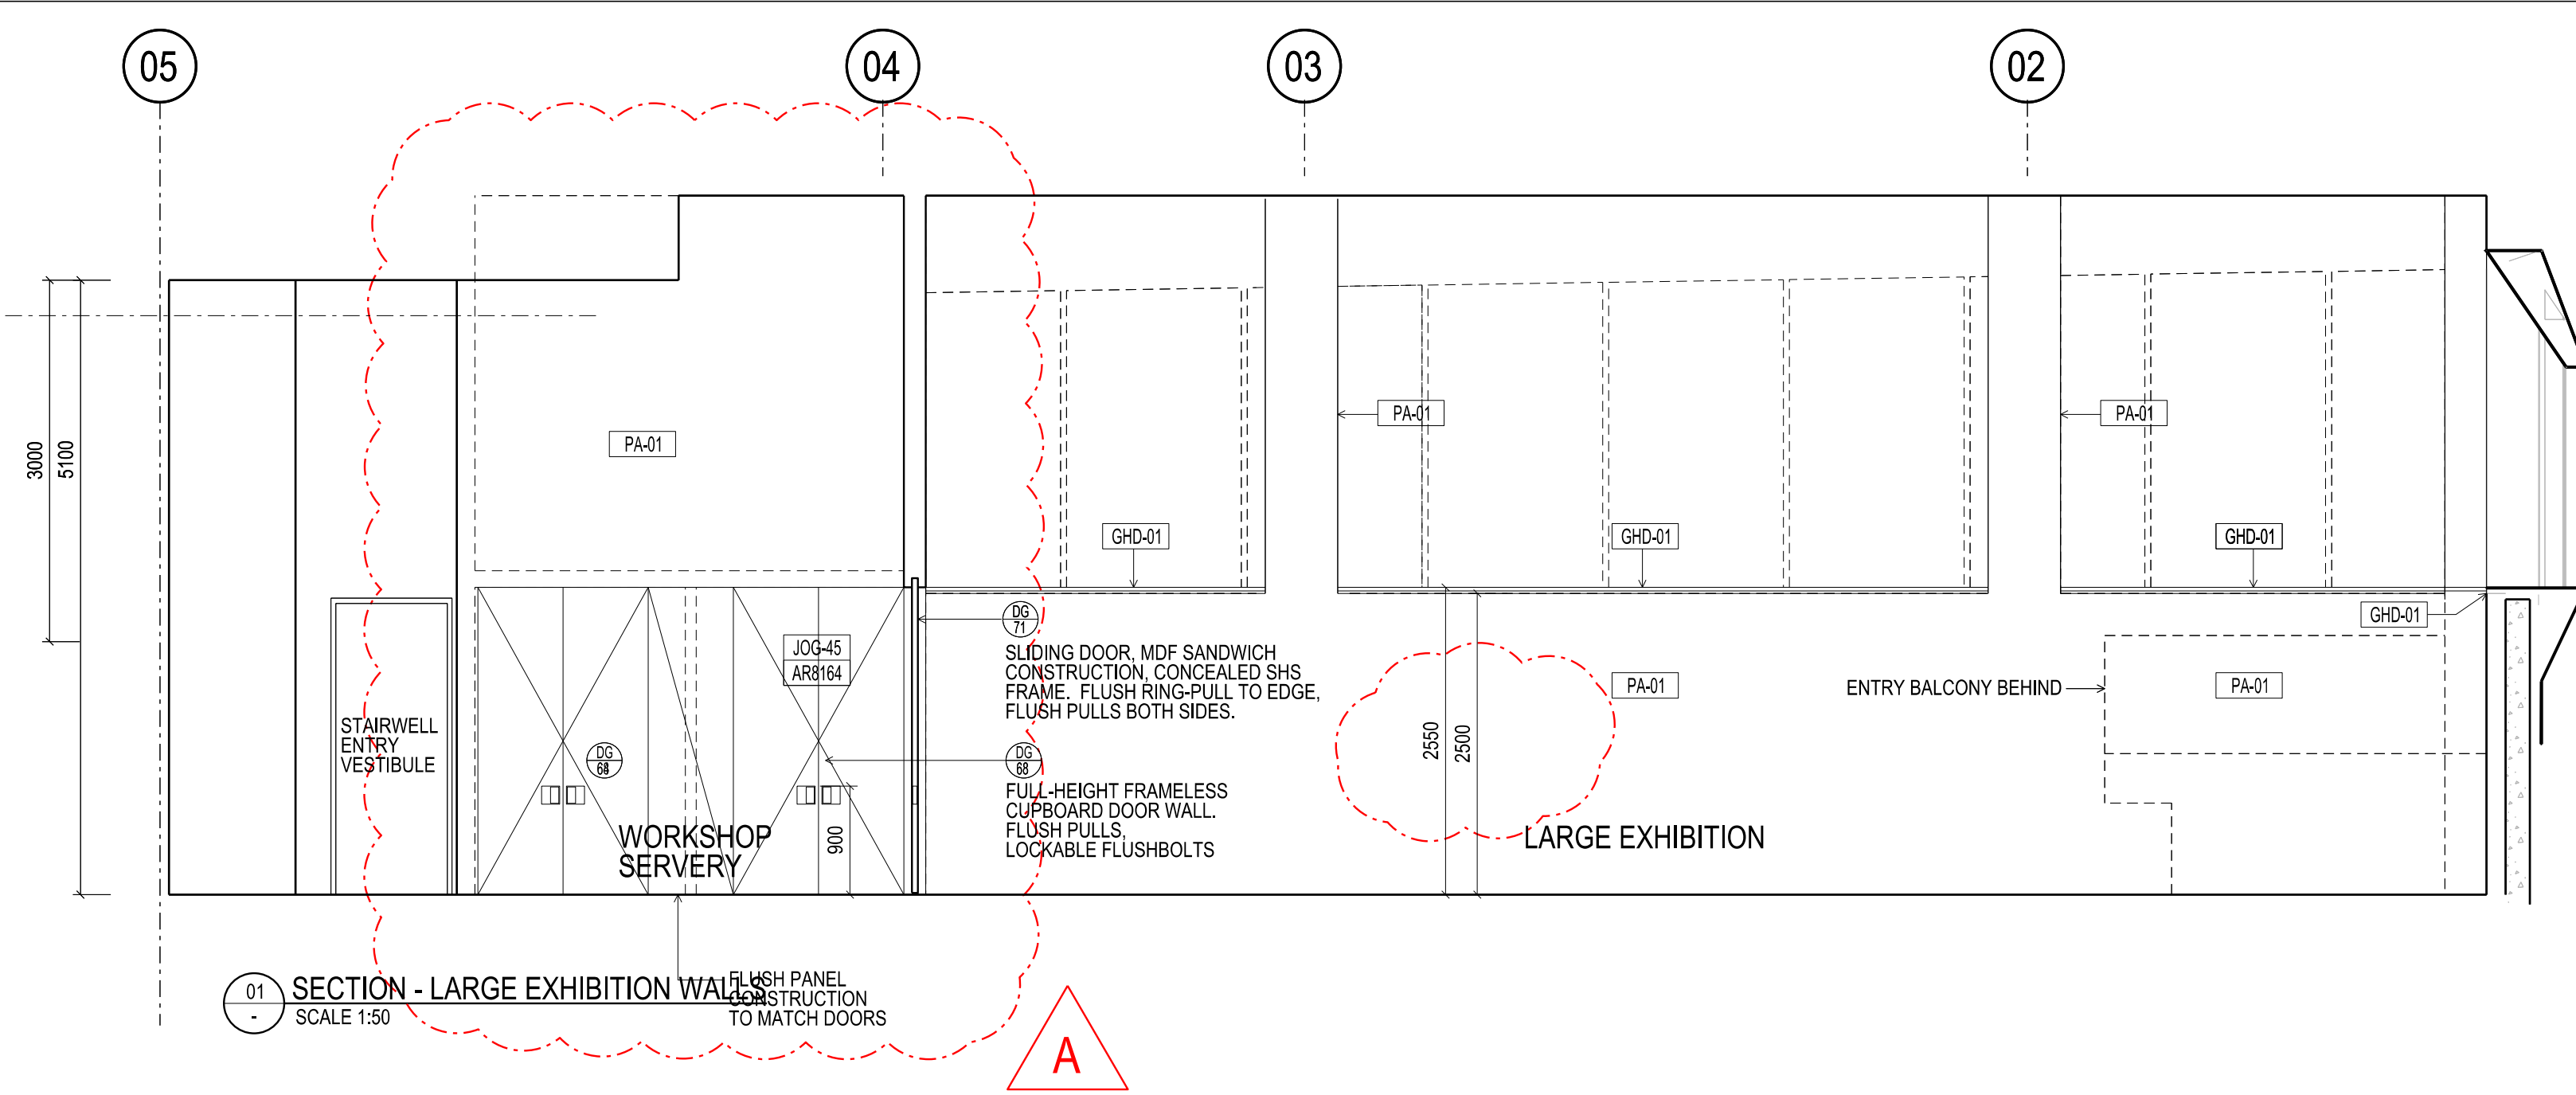 05
04
03
02
3000
5100
PA-01
PA-01
PA-01
GHD-01
GHD-01
GHD-01
GHD-01
DG
71
SLIDING DOOR, MDF SANDWICH
CONSTRUCTION, CONCEALED SHS
FRAME. FLUSH RING-PULL TO EDGE,
FLUSH PULLS BOTH SIDES.
JOG-45
AR8164
PA-01
ENTRY BALCONY BEHIND
PA-01
STAIRWELL
ENTRY
VESTIBULE
DG
DG
68
2550
2500
FULL-HEIGHT FRAMELESS
CUPBOARD DOOR WALL.
FLUSH PULLS,
LOCKABLE FLUSHBOLTS
900
WORKSHOP
SERVERY
LARGE EXHIBITION
01
-
SECTION - LARGE EXHIBITION WALLS
SCALE 1:50
FLUSH PANEL
CONSTRUCTION
TO MATCH DOORS
A